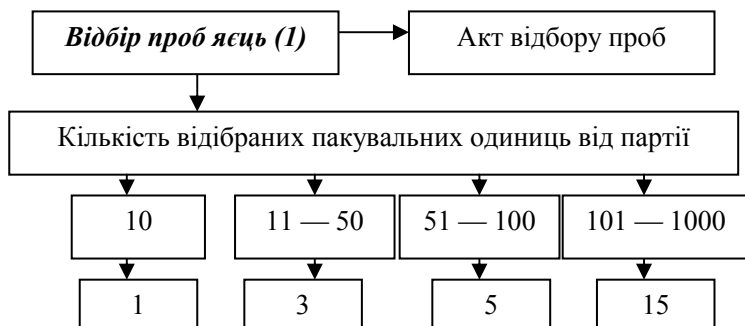 Відбір проб яєць (1)
Акт відбору проб
Кількість відібраних пакувальних одиниць від партії
10
11 — 50
51 — 100
101 — 1000
1
3
5
15